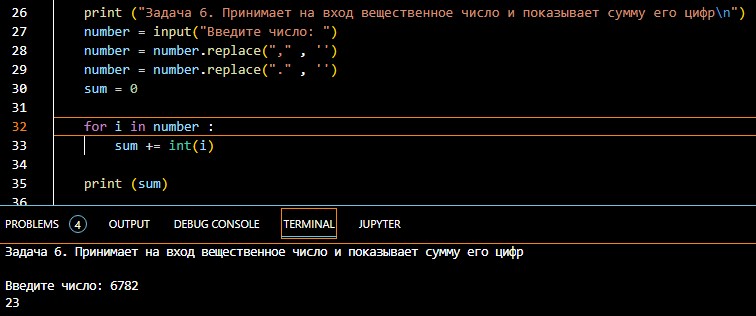 26 print ("Задача 6. Принимает на вход вещественное число и показывает сумму его цифр\n")
27 number = input("Введите число: ")
28 number = number.replace("," , '')
29 number = number.replace("." , '')
30 sum = 0
31
32 for i in number :
33 sum += int(i)
34
35 print (sum)
36
PROBLEMS 4 OUTPUT DEBUG CONSOLE TERMINAL JUPYTER
Задача 6. Принимает на вход вещественное число и показывает сумму его цифр
Введите число: 6782
23